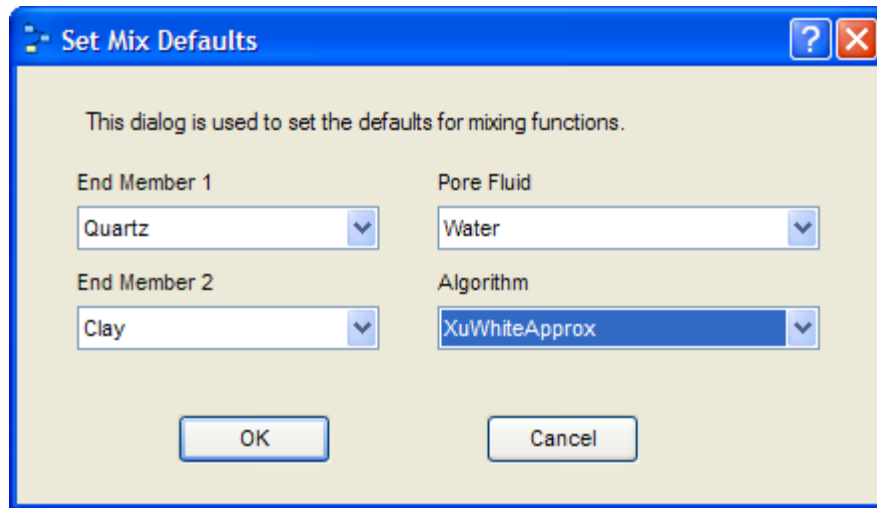 Set Mix Defaults
This dialog is used to set the defaults for mixing functions.
End Member 1 Pore Fluid
Quartz Water
End Member 2 Algorithm
Clay XuWhiteApprox
OK Cancel